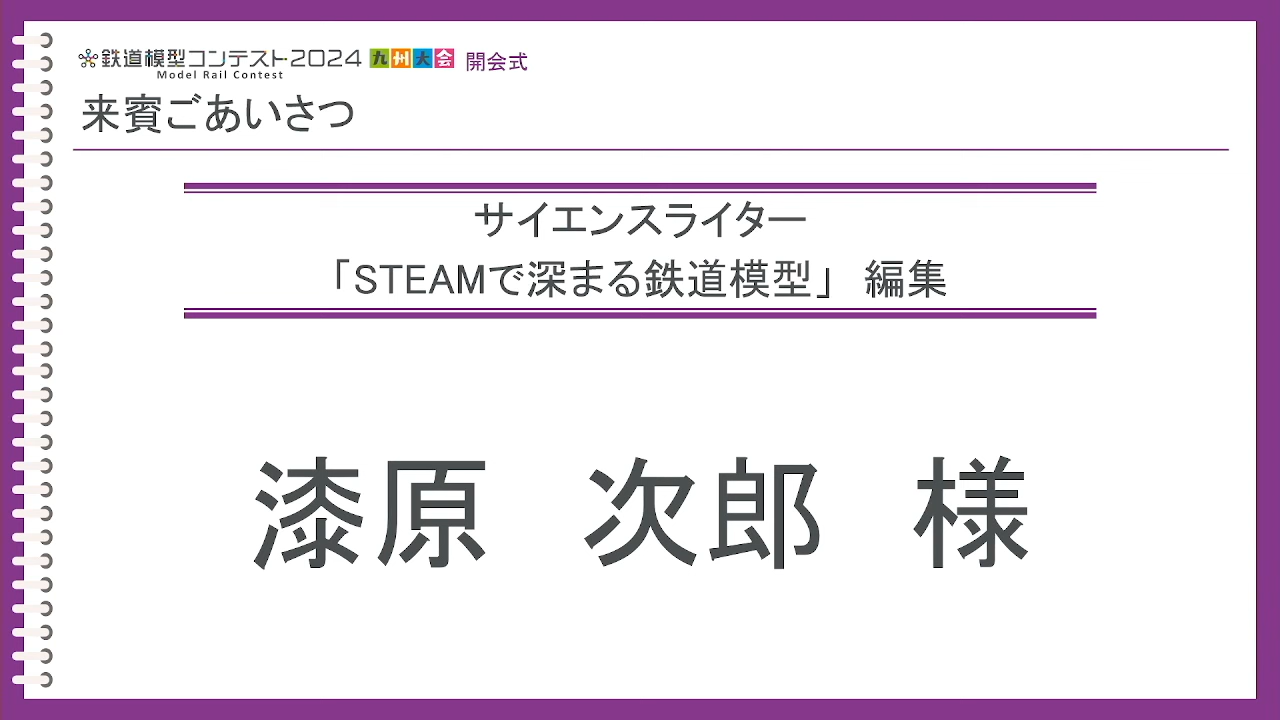 鉄道模型コンテスト2024 九州大会 開会式
Model Rail Contest
来賓ごあいさつ
サイエンスライター
「STEAMで深まる鉄道模型」 編集
漆原 次郎 様